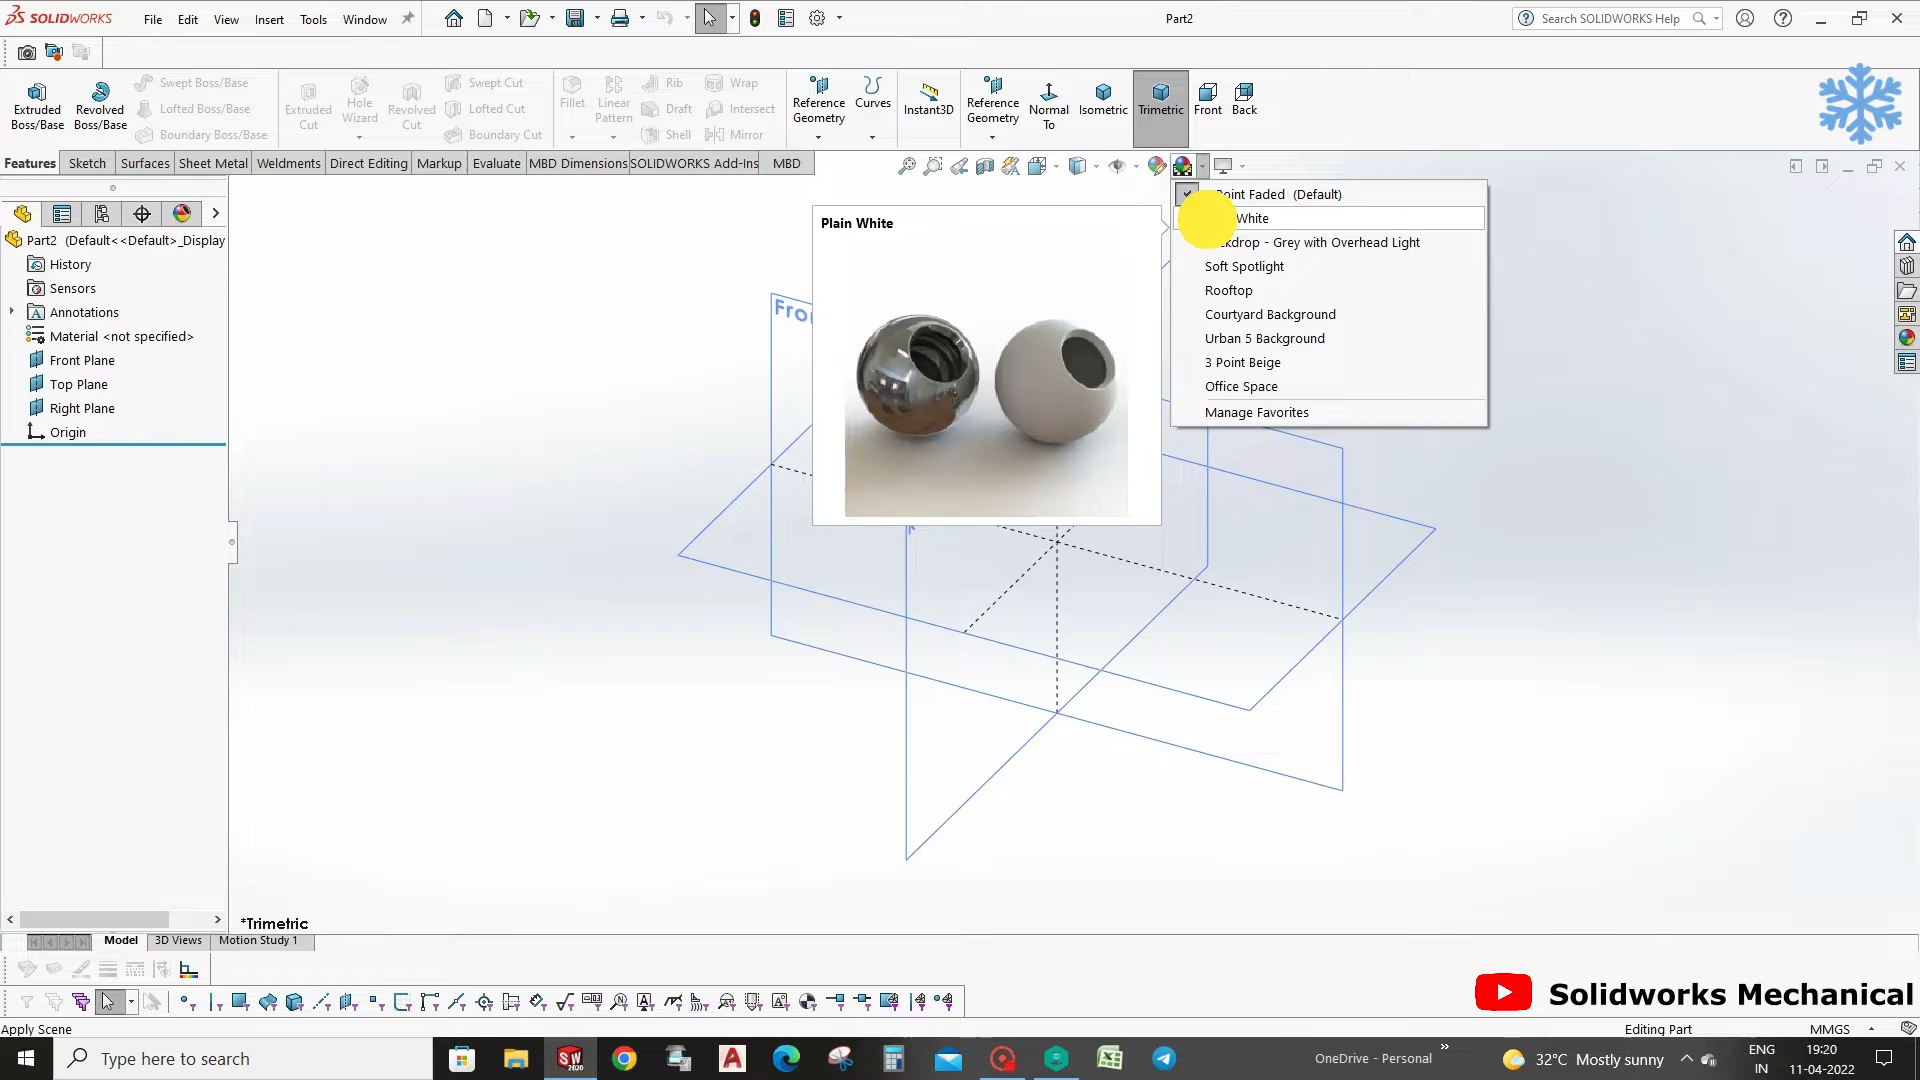 SOLIDWORKS File Edit View Insert Tools Window Part2 Search SOLIDWORKS Help
Extruded Boss/Base
Revolved Boss/Base
Swept Boss/Base
Lofted Boss/Base
Boundary Boss/Base
Extruded Cut
Hole Wizard
Revolved Cut
Swept Cut
Lofted Cut
Boundary Cut
Fillet
Linear Pattern
Rib
Draft
Shell
Wrap
Intersect
Mirror
Reference Geometry
Curves
Instant3D
Reference Geometry
Normal To
Isometric
Trimetric
Front
Back
Features Sketch Surfaces Sheet Metal Weldments Direct Editing Markup Evaluate MBD Dimensions SOLIDWORKS Add-Ins MBD
Part2 (Default<<Default>_Display
History
Sensors
Annotations
Material <not specified>
Front Plane
Top Plane
Right Plane
Origin
Plain White
Fro
Point Faded (Default)
White
kdrop - Grey with Overhead Light
Soft Spotlight
Rooftop
Courtyard Background
Urban 5 Background
3 Point Beige
Office Space
Manage Favorites
*Trimetric
Model 3D Views Motion Study 1
Solidworks Mechanical
Apply Scene Editing Part MMGS
Type here to search
SW
2020
OneDrive - Personal
32°C Mostly sunny
ENG
IN
19:20
11-04-2022